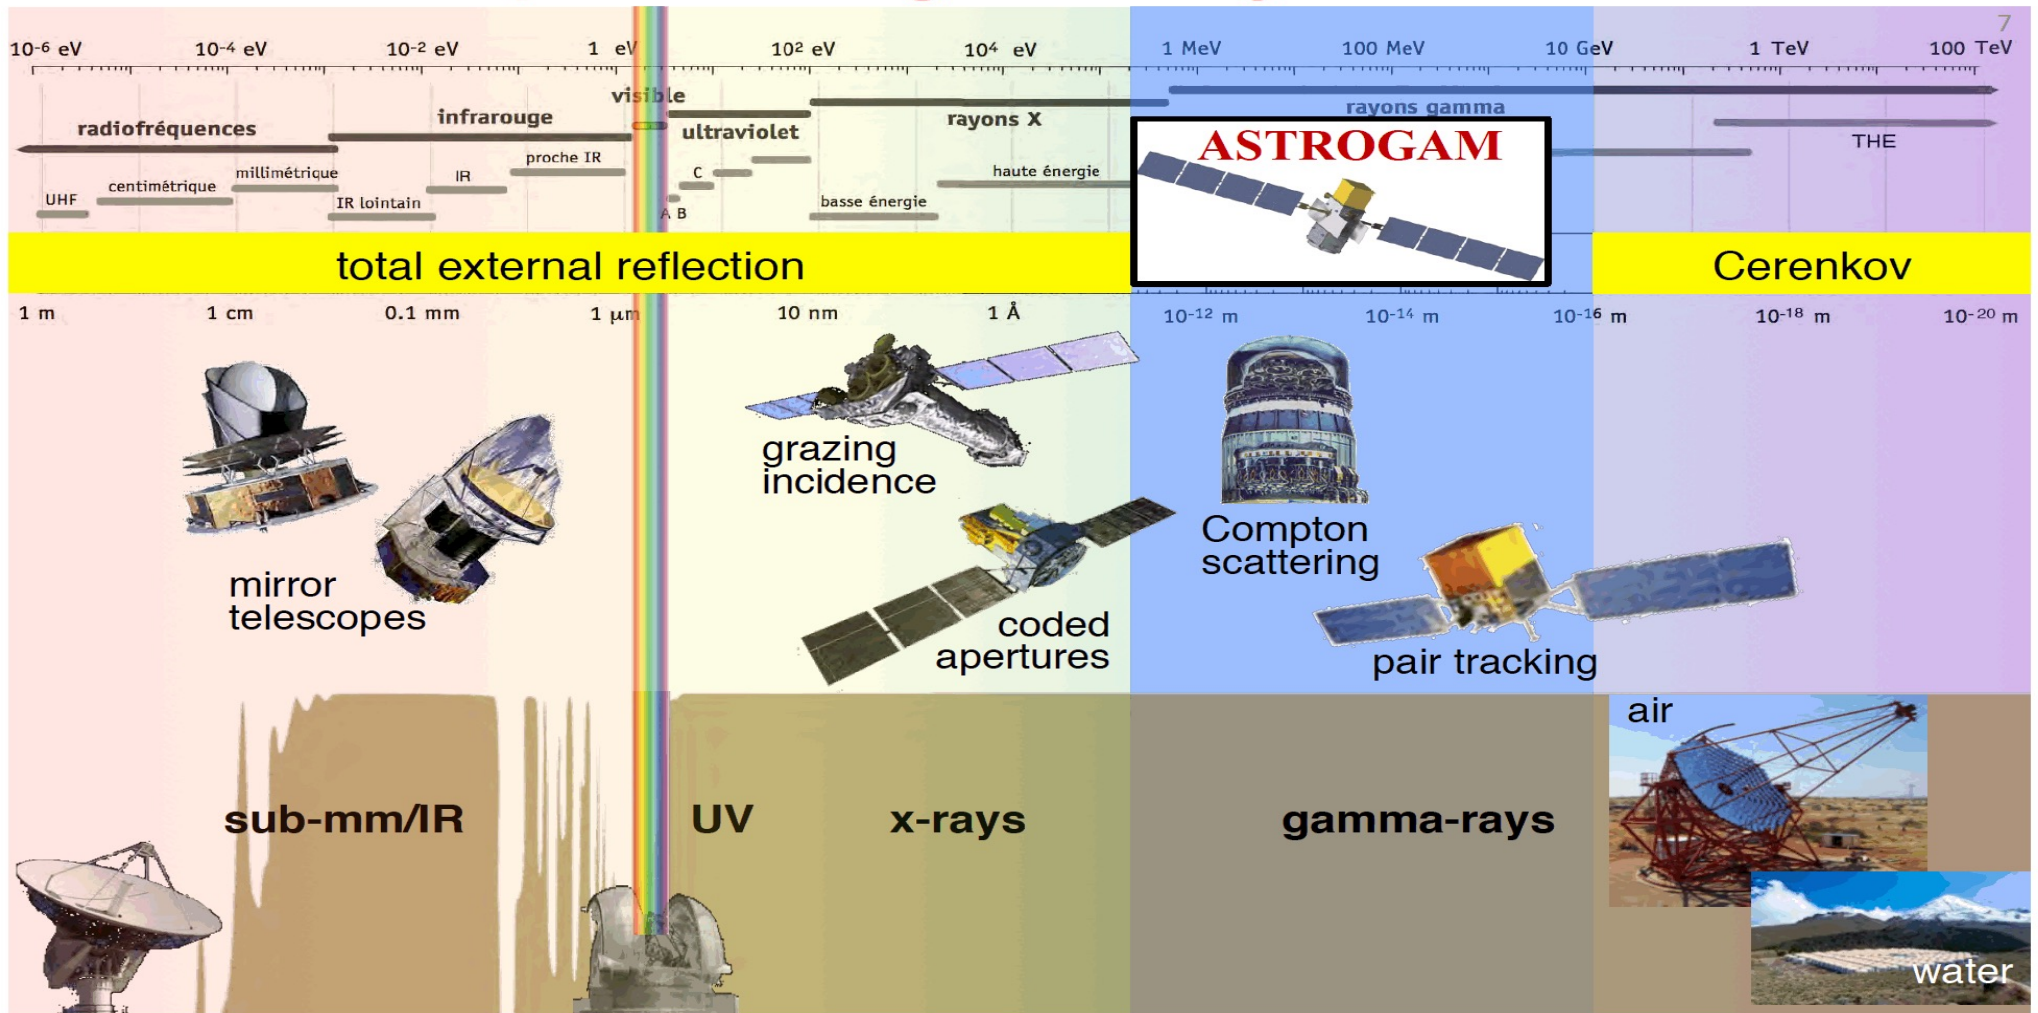 7
10-6 eV 10-4 eV 10-2 eV 1 eV 10² eV 10⁴ eV 1 MeV 100 MeV 10 GeV 1 TeV 100 TeV
visible
radiofréquences infrarouge ultraviolet rayons X rayons gamma
THE
ASTROGAM
proche IR
UHF centimétrique millimétrique IR lointain IR A B C basse énergie haute énergie
total external reflection Cerenkov
1 m 1 cm 0.1 mm 1 μm 10 nm 1 Å 10-12 m 10-14 m 10-16 m 10-18 m 10-20 m
grazing
incidence
Compton
scattering
mirror
telescopes
coded
apertures
pair tracking
air
sub-mm/IR UV x-rays gamma-rays
water